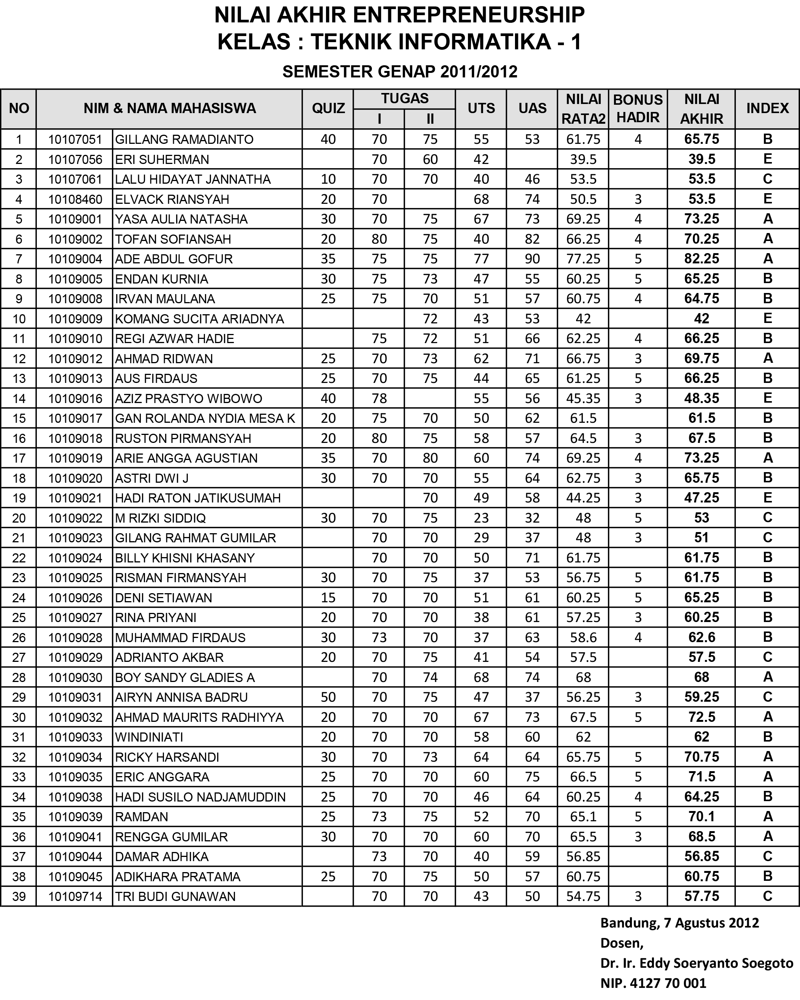 NILAI AKHIR ENTREPRENEURSHIP
KELAS : TEKNIK INFORMATIKA - 1
SEMESTER GENAP 2011/2012
NO NIM & NAMA MAHASISWA QUIZ TUGAS I II UTS UAS NILAI RATA2 BONUS HADIR NILAI AKHIR INDEX
1 10107051 GILLANG RAMADIANTO 40 70 75 55 53 61.75 4 65.75 B
2 10107056 ERI SUHERMAN 70 60 42 39.5 39.5 E
3 10107061 LALU HIDAYAT JANNATHA 10 70 70 40 46 53.5 53.5 C
4 10108460 ELVACK RIANSYAH 20 70 68 74 50.5 3 53.5 E
5 10109001 YASA AULIA NATASHA 30 70 75 67 73 69.25 4 73.25 A
6 10109002 TOFAN SOFIANSAH 20 80 75 40 82 66.25 4 70.25 A
7 10109004 ADE ABDUL GOFUR 35 75 75 77 90 77.25 5 82.25 A
8 10109005 ENDAN KURNIA 30 75 73 47 55 60.25 5 65.25 B
9 10109008 IRVAN MAULANA 25 75 70 51 57 60.75 4 64.75 B
10 10109009 KOMANG SUCITA ARIADNYA 72 43 53 42 42 E
11 10109010 REGI AZWAR HADIE 75 72 51 66 62.25 4 66.25 B
12 10109012 AHMAD RIDWAN 25 70 73 62 71 66.75 3 69.75 A
13 10109013 AUS FIRDAUS 25 70 75 44 65 61.25 5 66.25 B
14 10109016 AZIZ PRASTYO WIBOWO 40 78 55 56 45.35 3 48.35 E
15 10109017 GAN ROLANDA NYDIA MESA K 20 75 70 50 62 61.5 61.5 B
16 10109018 RUSTON PIRMANSYAH 20 80 75 58 57 64.5 3 67.5 B
17 10109019 ARIE ANGGA AGUSTIAN 35 70 80 60 74 69.25 4 73.25 A
18 10109020 ASTRI DWI J 30 70 70 55 64 62.75 3 65.75 B
19 10109021 HADI RATON JATIKUSUMAH 70 49 58 44.25 3 47.25 E
20 10109022 M RIZKI SIDDIQ 30 70 75 23 32 48 5 53 C
21 10109023 GILANG RAHMAT GUMILAR 70 70 29 37 48 3 51 C
22 10109024 BILLY KHISNI KHASANY 70 70 50 71 61.75 61.75 B
23 10109025 RISMAN FIRMANSYAH 30 70 75 37 53 56.75 5 61.75 B
24 10109026 DENI SETIAWAN 15 70 70 51 61 60.25 5 65.25 B
25 10109027 RINA PRIYANI 20 70 70 38 61 57.25 3 60.25 B
26 10109028 MUHAMMAD FIRDAUS 30 73 70 37 63 58.6 4 62.6 B
27 10109029 ADRIANTO AKBAR 20 70 75 41 54 57.5 57.5 C
28 10109030 BOY SANDY GLADIES A 70 74 68 74 68 68 A
29 10109031 AIRYN ANNISA BADRU 50 70 75 47 37 56.25 3 59.25 C
30 10109032 AHMAD MAURITS RADHIYYA 20 70 70 67 73 67.5 5 72.5 A
31 10109033 WINDINIATI 20 70 70 58 60 62 62 B
32 10109034 RICKY HARSANDI 30 70 73 64 64 65.75 5 70.75 A
33 10109035 ERIC ANGGARA 25 70 70 60 75 66.5 5 71.5 A
34 10109038 HADI SUSILO NADJAMUDDIN 25 70 70 46 64 60.25 4 64.25 B
35 10109039 RAMDAN 25 73 75 52 70 65.1 5 70.1 A
36 10109041 RENGGA GUMILAR 30 70 70 60 70 65.5 3 68.5 A
37 10109044 DAMAR ADHIKA 73 70 40 59 56.85 56.85 C
38 10109045 ADIKHARA PRATAMA 25 70 75 50 57 60.75 60.75 B
39 10109714 TRI BUDI GUNAWAN 70 70 43 50 54.75 3 57.75 C
Bandung, 7 Agustus 2012
Dosen,
Dr. Ir. Eddy Soeryanto Soegoto
NIP. 4127 70 001